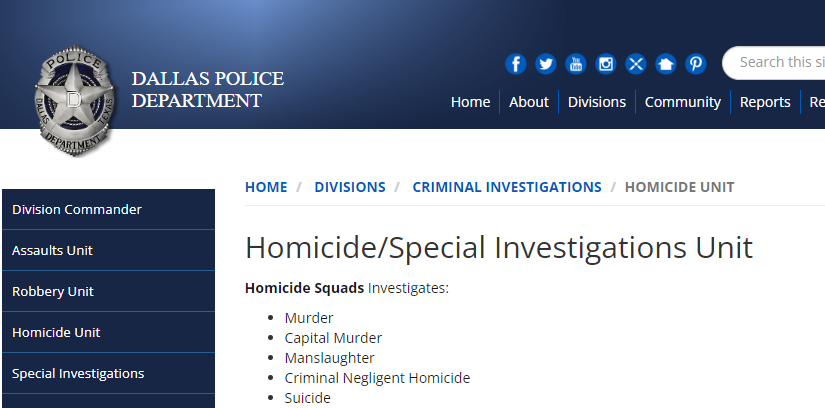 POLICE
DALLAS TEXAS
D
DEPARTMENT
DALLAS POLICE
DEPARTMENT
f
You
Tube
Search this si
Home
About
Divisions
Community
Reports
Re
HOME / DIVISIONS / CRIMINAL INVESTIGATIONS / HOMICIDE UNIT
Division Commander
Assaults Unit
Robbery Unit
Homicide Unit
Special Investigations
Homicide/Special Investigations Unit
Homicide Squads Investigates:
• Murder
• Capital Murder
• Manslaughter
• Criminal Negligent Homicide
• Suicide